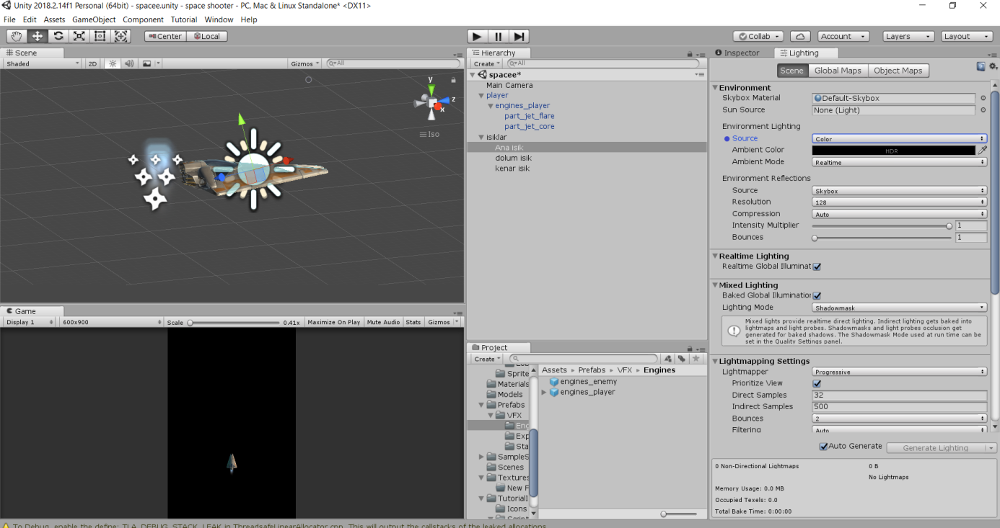 Unity 2018.2.14f1 Personal (64bit) - spacee.unity - space shooter - PC, Mac & Linux Standalone* <DX11>
File Edit Assets GameObject Component Tutorial Window Help
Center Local Collab Account Layers Layout
Scene
Shaded 2D Gizmos All
y
z
x
Iso
Game
Display 1 600x900 Scale 0.41x Maximize On Play Mute Audio Stats Gizmos
Hierarchy
Create All
spacee*
Main Camera
player
engines_player
part_jet_flare
part_jet_core
isiklar
Ana isik
dolum isik
kenar isik
Project
Create
Sprite
Materials
Models
Prefabs
VFX
Eng
Exp
Sta
SampleS
Scenes
Textures
New F
TutorialI
Icons
Script
Assets Prefabs VFX Engines
engines_enemy
engines_player
Inspector Lighting
Scene Global Maps Object Maps
Environment
Skybox Material Default-Skybox
Sun Source None (Light)
Environment Lighting
Source Color
Ambient Color HDR
Ambient Mode Realtime
Environment Reflections
Source Skybox
Resolution 128
Compression Auto
Intensity Multiplier 1
Bounces 1
Realtime Lighting
Realtime Global Illuminat
Mixed Lighting
Baked Global Illumination
Lighting Mode Shadowmask
Mixed lights provide realtime direct lighting. Indirect lighting gets baked into
lightmaps and light probes. Shadowmasks and light probes occlusion get
generated for baked shadows. The Shadowmask Mode used at run time can be
set in the Quality Settings panel.
Lightmapping Settings
Lightmapper Progressive
Prioritize View
Direct Samples 32
Indirect Samples 500
Bounces 2
Filtering Auto
Auto Generate Generate Lighting
0 Non-Directional Lightmaps 0 B
No Lightmaps
Memory Usage: 0.0 MB
Occupied Texels: 0.0
Total Bake Time: 0:00:00
To Debug, enable the define: TLA_DEBUG_STACK_LEAK in ThreadsafeLinearAllocator.cpp. This will output the callstacks of the leaked allocations